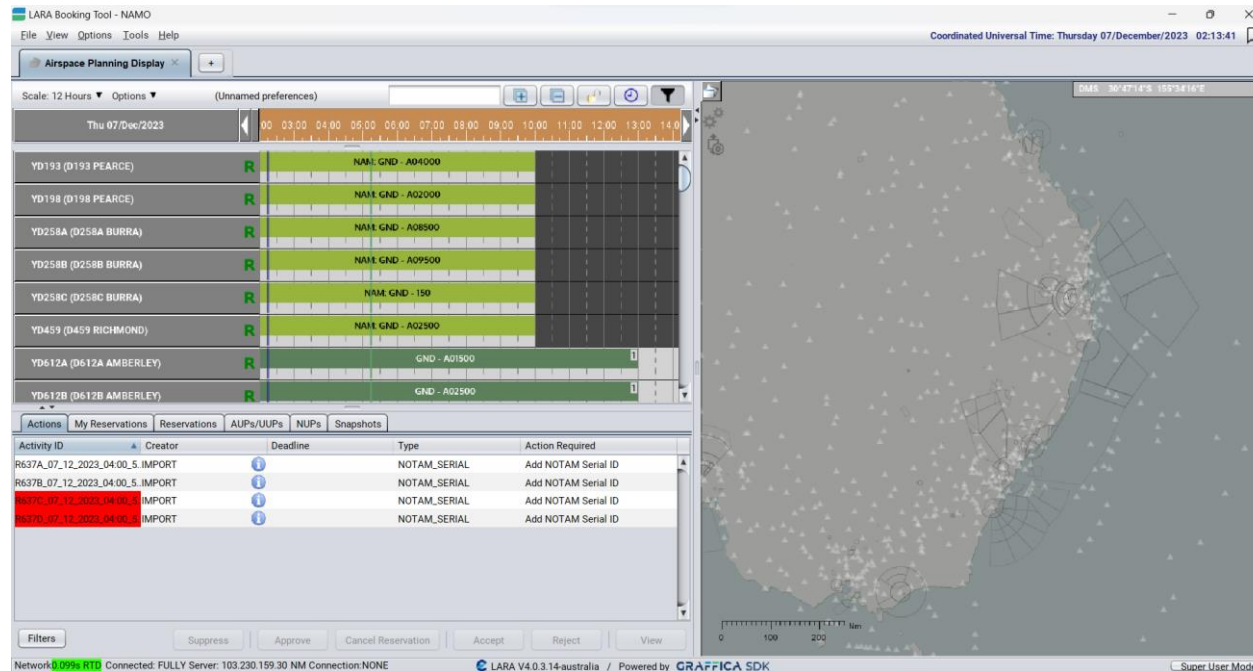 LARA Booking Tool - NAMO
File View Options Tools Help
Coordinated Universal Time: Thursday 07/December/2023 02:13:41
Airspace Planning Display
+
Scale: 12 Hours Options (Unnamed preferences)
Thu 07/Dec/2023
00 03:00 04:00 05:00 06:00 07:00 08:00 09:00 10:00 11:00 12:00 13:00 14:0
DMS 30°47'14"S 155°34'16"E
YD193 (D193 PEARCE) R NAM: GND - A04000
YD198 (D198 PEARCE) R NAM: GND - A02000
YD258A (D258A BURRA) R NAM: GND - A08500
YD258B (D258B BURRA) R NAM: GND - A09500
YD258C (D258C BURRA) R NAM: GND - 150
YD459 (D459 RICHMOND) R NAM: GND - A02500
YD612A (D612A AMBERLEY) R GND - A01500 1
YD612B (D612B AMBERLEY) R GND - A02500 1
Actions My Reservations Reservations AUPs/UUPs NUPs Snapshots
Activity ID Creator Deadline Type Action Required
R637A_07_12_2023_04:00_5.. IMPORT NOTAM_SERIAL Add NOTAM Serial ID
R637B_07_12_2023_04:00_5.. IMPORT NOTAM_SERIAL Add NOTAM Serial ID
R637C_07_12_2023_04:00_5.. IMPORT NOTAM_SERIAL Add NOTAM Serial ID
R637D_07_12_2023_04:00_5.. IMPORT NOTAM_SERIAL Add NOTAM Serial ID
Filters Suppress Approve Cancel Reservation Accept Reject View
Nm
0 100 200
Network 0.099s RTD Connected: FULLY Server: 103.230.159.30 NM Connection:NONE
LARA V4.0.3.14-australia / Powered by GRAFFICA SDK
Super User Mode